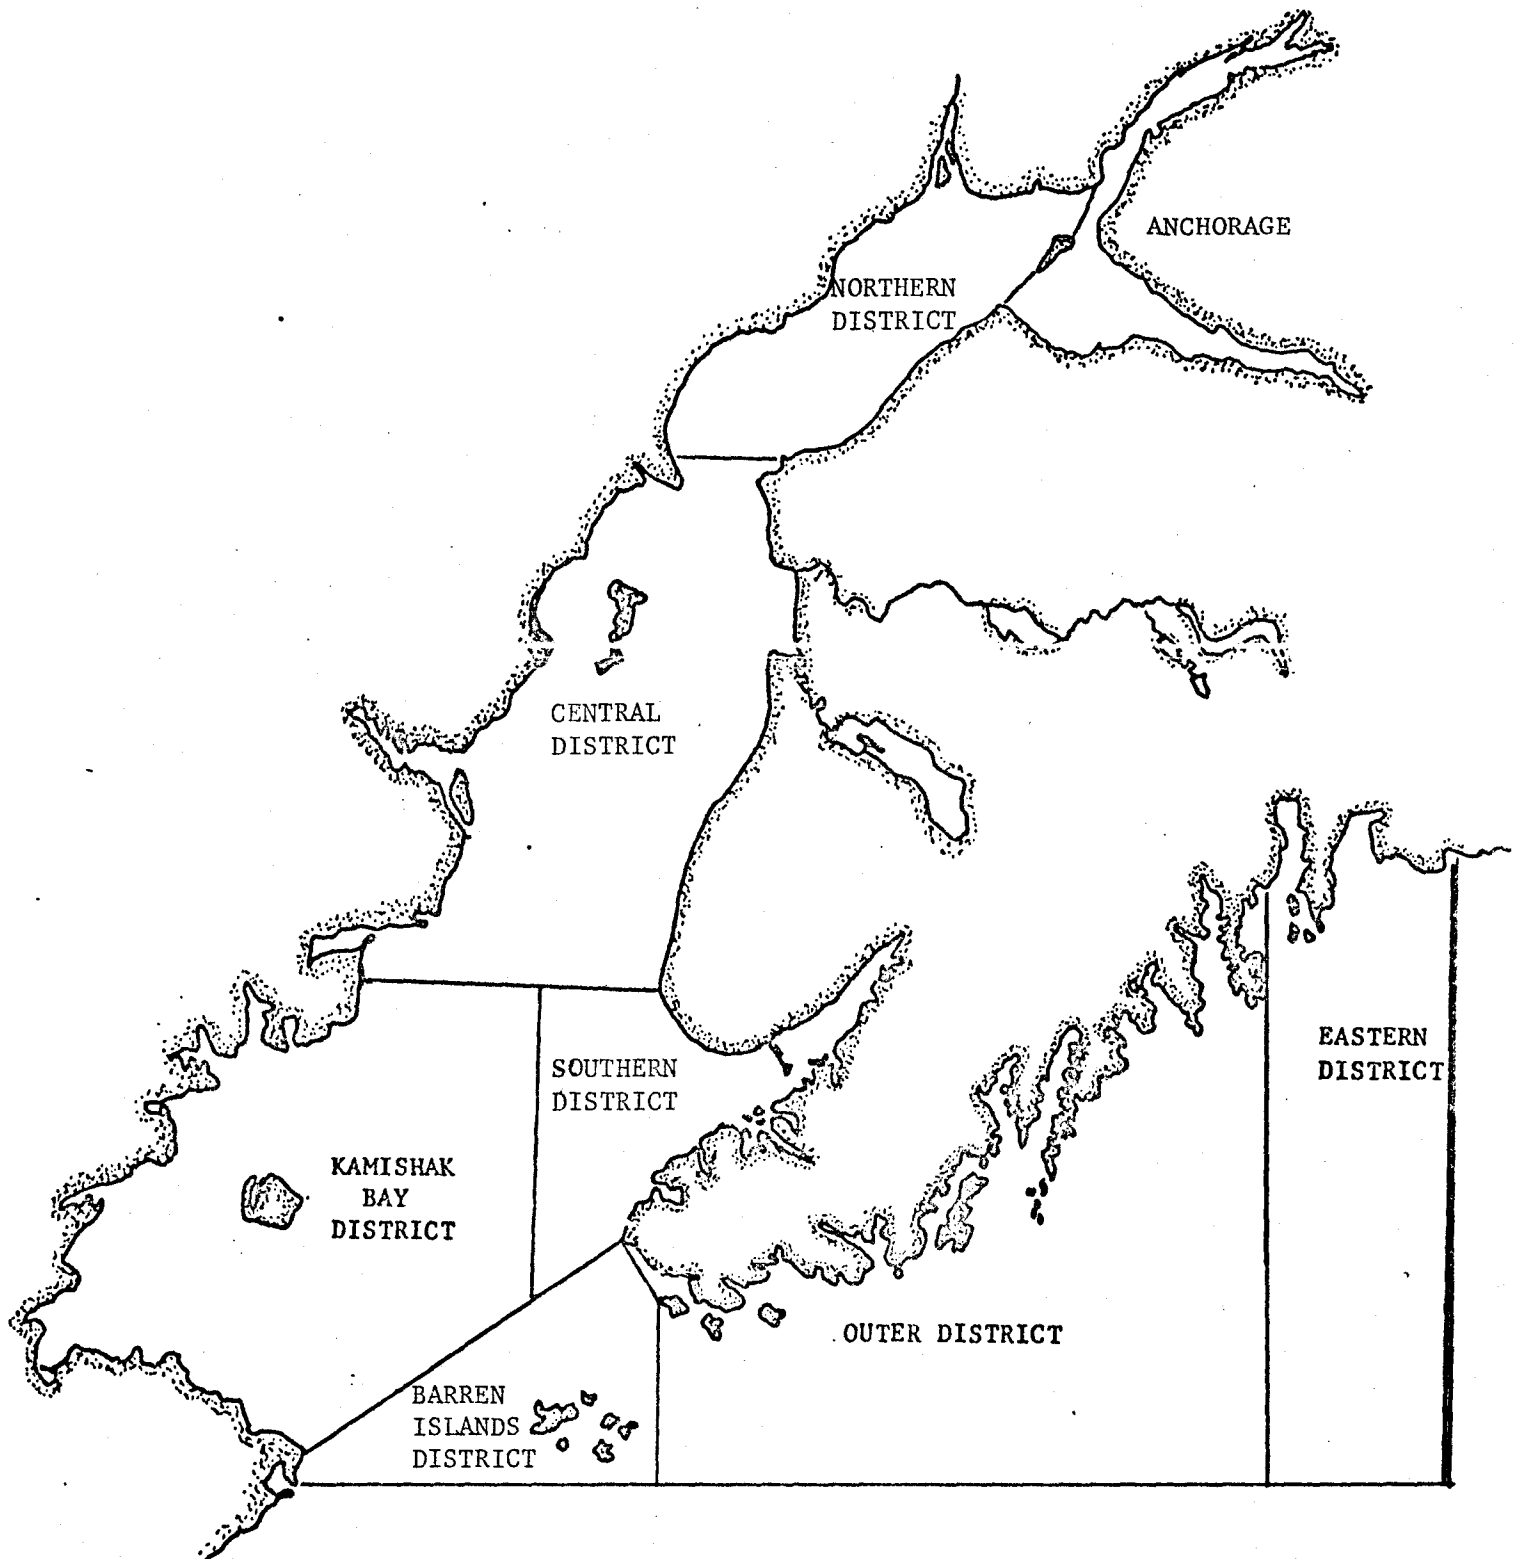 ANCHORAGE
NORTHERN
DISTRICT
CENTRAL
DISTRICT
EASTERN
DISTRICT
SOUTHERN
DISTRICT
KAMISHAK
BAY
DISTRICT
OUTER DISTRICT
BARREN
ISLANDS
DISTRICT